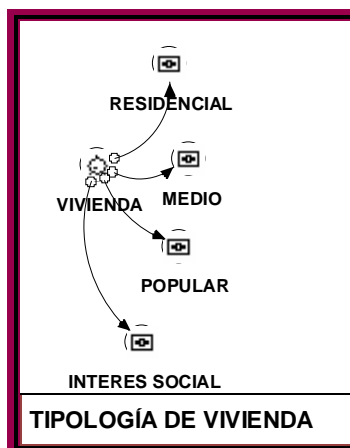 RESIDENCIAL
VIVIENDA
MEDIO
POPULAR
INTERES SOCIAL
TIPOLOGÍA DE VIVIENDA